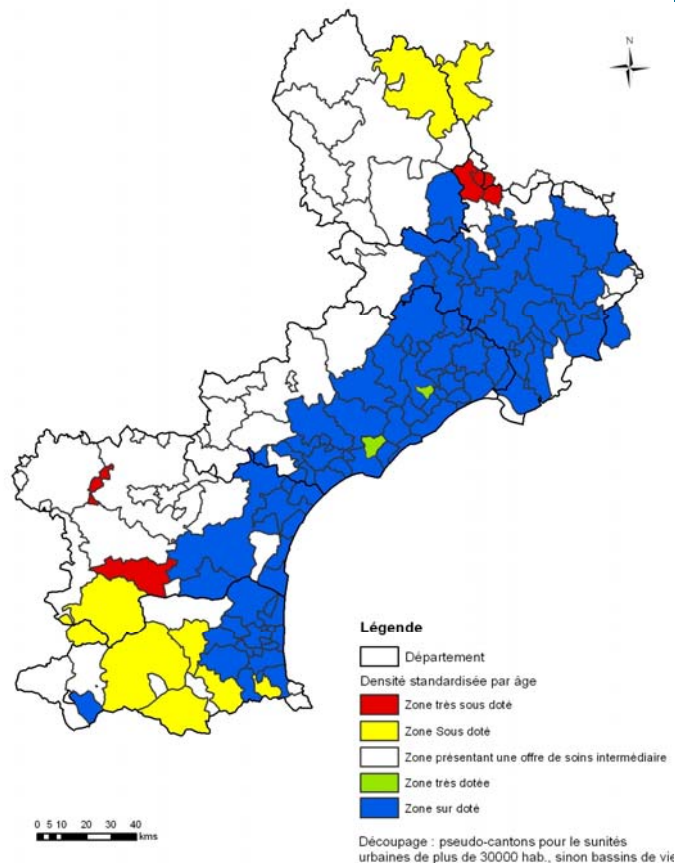 N
Légende
Département
Densité standardisée par âge
Zone très sous doté
Zone Sous doté
Zone présentant une offre de soins intermédiaire
Zone très dotée
Zone sur doté
0 5 10 20 30 40
kms
Découpage : pseudo-cantons pour le sunités
urbaines de plus de 30000 hab., sinon bassins de vie